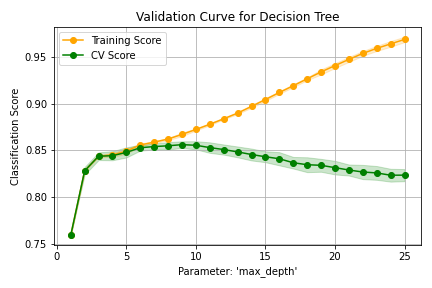 Validation Curve for Decision Tree
Training Score
CV Score
Classification Score
0.95
0.90
0.85
0.80
0.75
0
5
10
15
20
25
Parameter: 'max_depth'